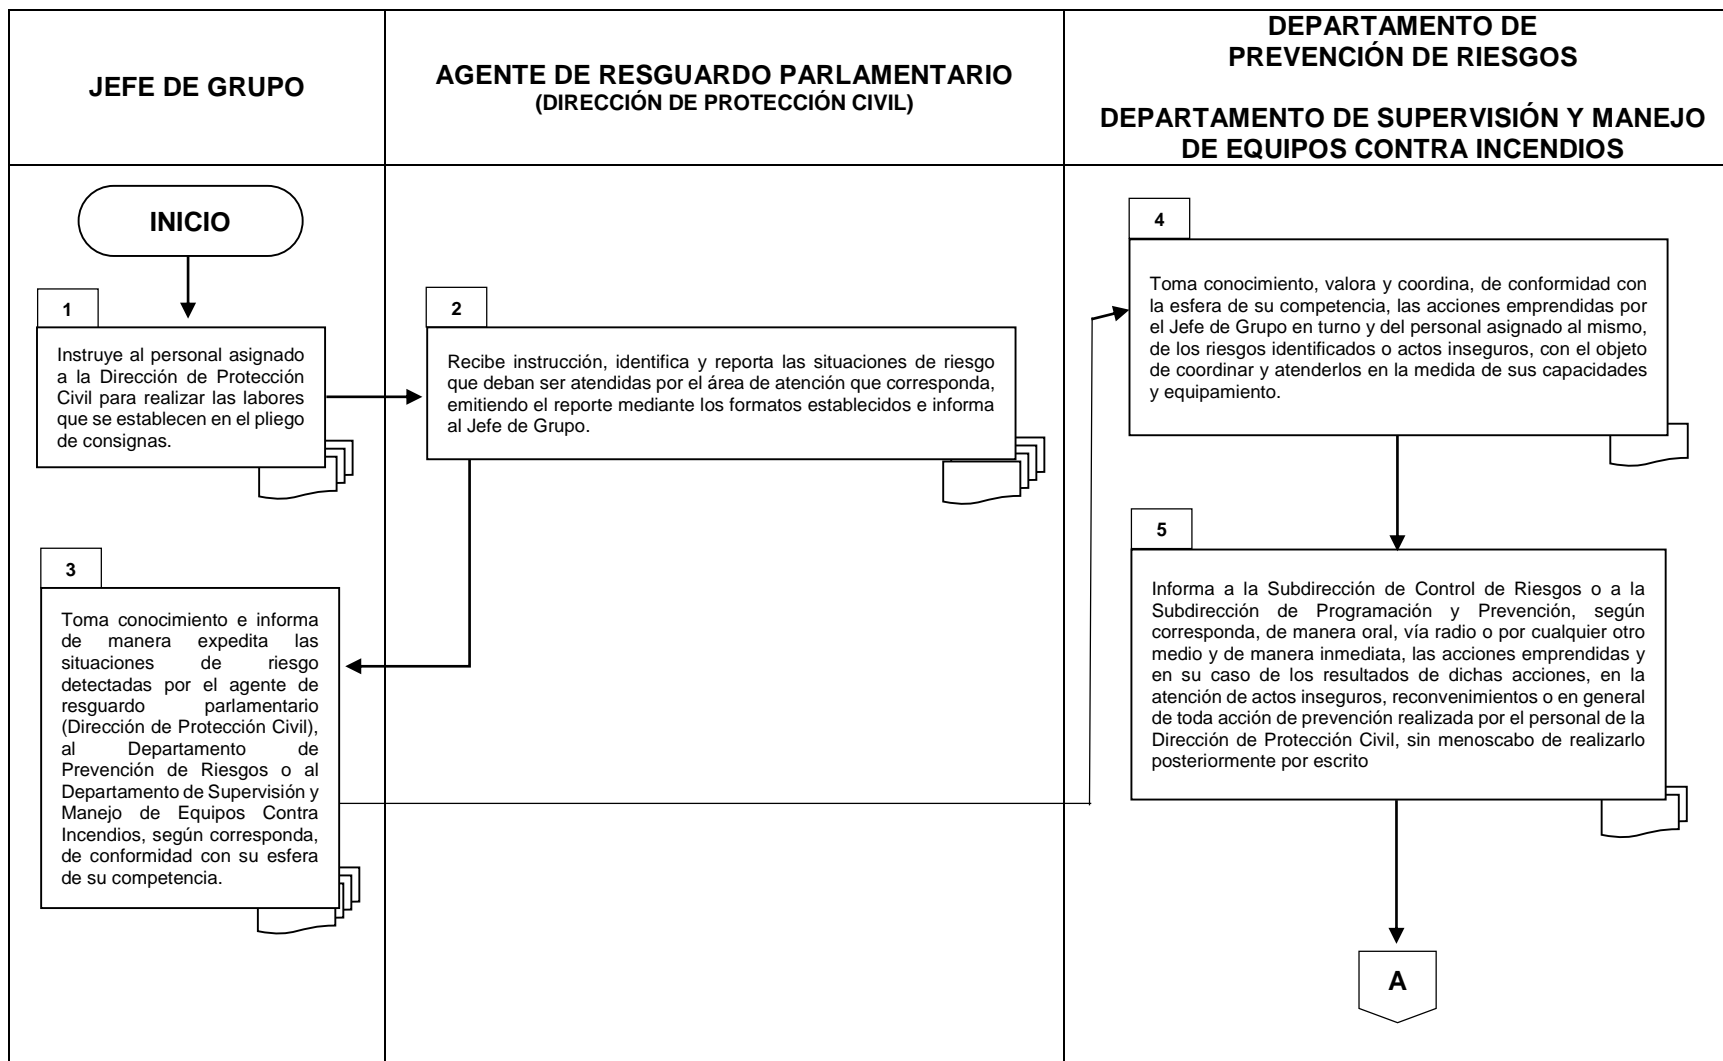 JEFE DE GRUPO
AGENTE DE RESGUARDO PARLAMENTARIO
(DIRECCIÓN DE PROTECCIÓN CIVIL)
DEPARTAMENTO DE
PREVENCIÓN DE RIESGOS
DEPARTAMENTO DE SUPERVISIÓN Y MANEJO
DE EQUIPOS CONTRA INCENDIOS
INICIO
1
Instruye al personal asignado
a la Dirección de Protección
Civil para realizar las labores
que se establecen en el pliego
de consignas.
2
Recibe instrucción, identifica y reporta las situaciones de riesgo
que deban ser atendidas por el área de atención que corresponda,
emitiendo el reporte mediante los formatos establecidos e informa
al Jefe de Grupo.
3
Toma conocimiento e informa
de manera expedita las
situaciones de riesgo
detectadas por el agente de
resguardo parlamentario
(Dirección de Protección Civil),
al Departamento de
Prevención de Riesgos o al
Departamento de Supervisión y
Manejo de Equipos Contra
Incendios, según corresponda,
de conformidad con su esfera
de su competencia.
4
Toma conocimiento, valora y coordina, de conformidad con
la esfera de su competencia, las acciones emprendidas por
el Jefe de Grupo en turno y del personal asignado al mismo,
de los riesgos identificados o actos inseguros, con el objeto
de coordinar y atenderlos en la medida de sus capacidades
y equipamiento.
5
Informa a la Subdirección de Control de Riesgos o a la
Subdirección de Programación y Prevención, según
corresponda, de manera oral, vía radio o por cualquier otro
medio y de manera inmediata, las acciones emprendidas y
en su caso de los resultados de dichas acciones, en la
atención de actos inseguros, reconvenimientos o en general
de toda acción de prevención realizada por el personal de la
Dirección de Protección Civil, sin menoscabo de realizarlo
posteriormente por escrito
A